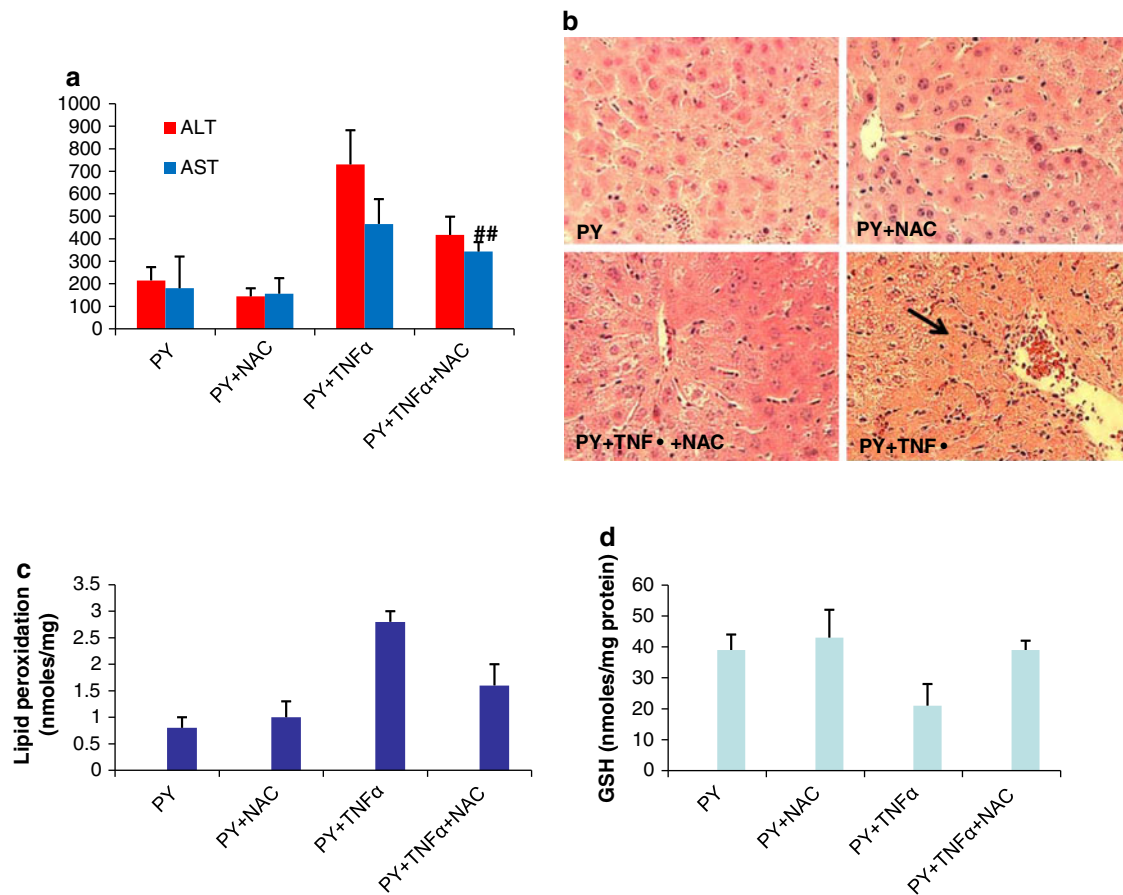 a
1000
900
800
700
600
500
400
300
200
100
0
ALT
AST
##
PY
PY+NAC
PY+TNFα
PY+TNFα+NAC
b
PY
PY+NAC
PY+TNF• +NAC
PY+TNF•
c
Lipid peroxidation
(nmoles/mg)
3.5
3
2.5
2
1.5
1
0.5
0
PY
PY+NAC
PY+TNFα
PY+TNFα+NAC
d
GSH (nmoles/mg protein)
60
50
40
30
20
10
0
PY
PY+NAC
PY+TNFα
PY+TNFα+NAC